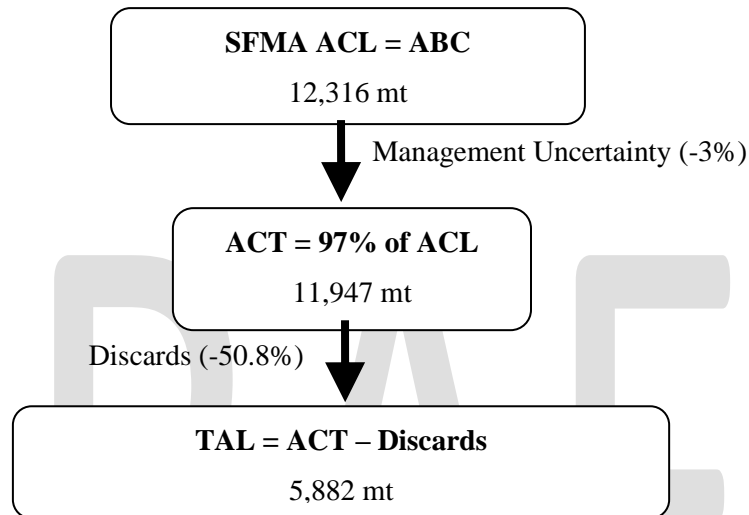 SFMA ACL = ABC
12,316 mt
Management Uncertainty (-3%)
ACT = 97% of ACL
11,947 mt
Discards (-50.8%)
TAL = ACT – Discards
5,882 mt